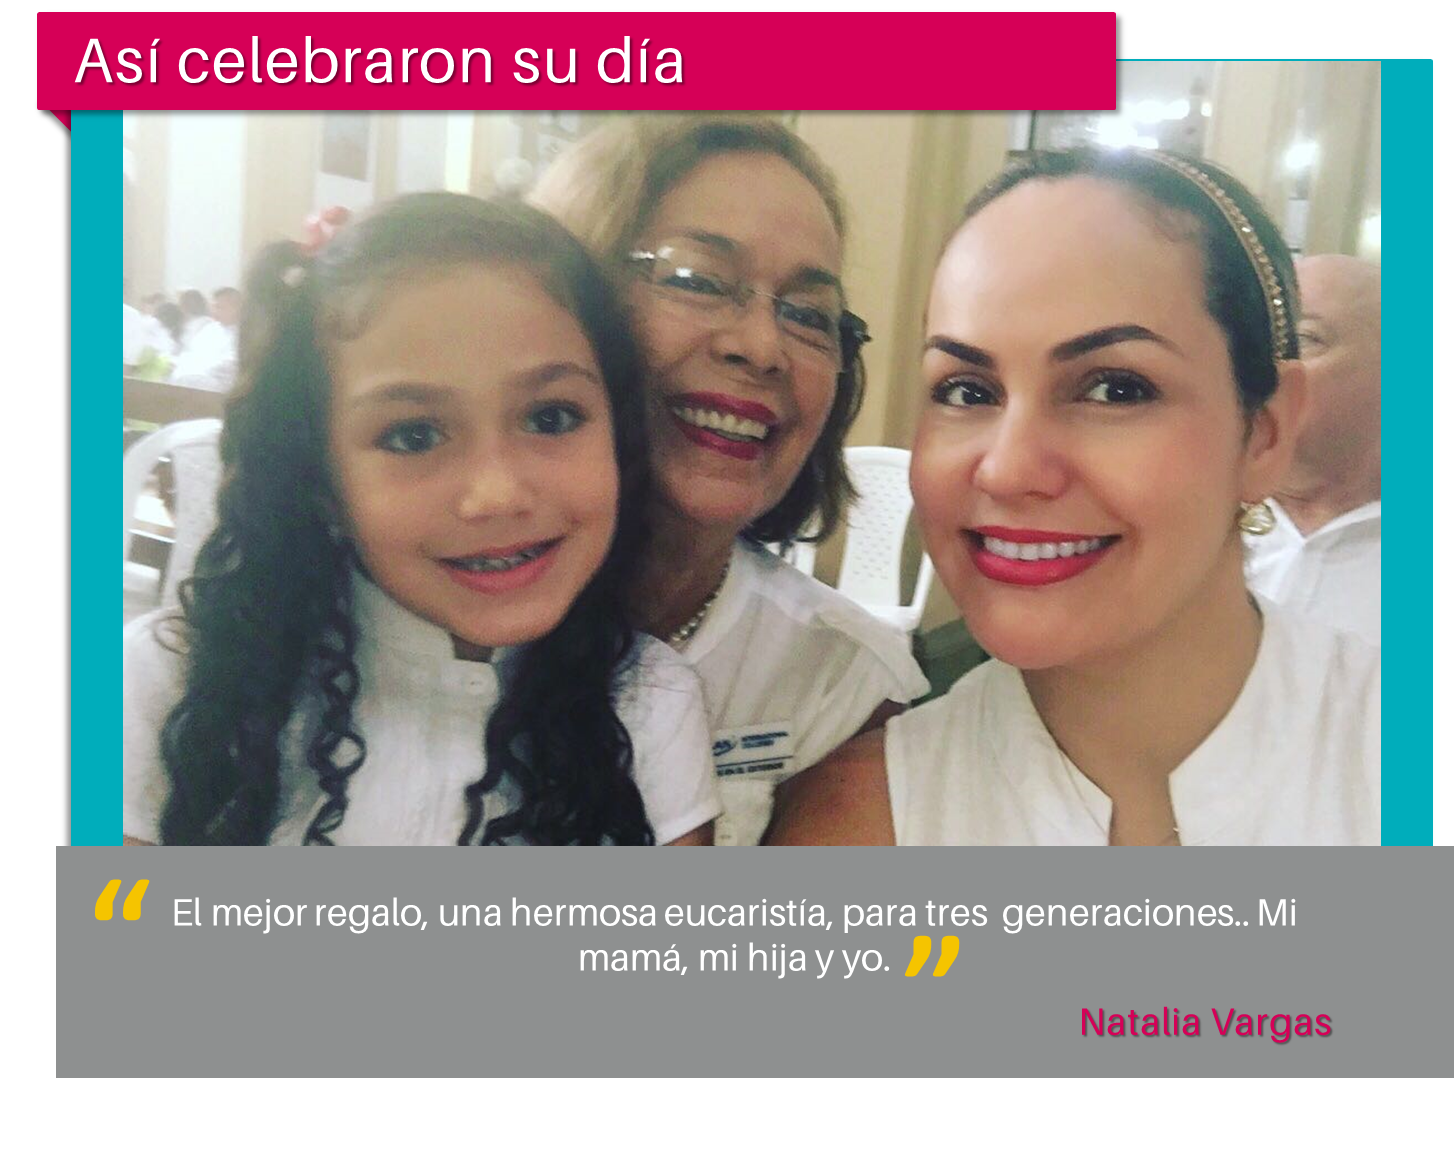 Así celebraron su día
INTERNATIONAL
El mejor regalo, una hermosa eucaristía, para tres generaciones.. Mi
mamá, mi hija y yo.
Natalia Vargas